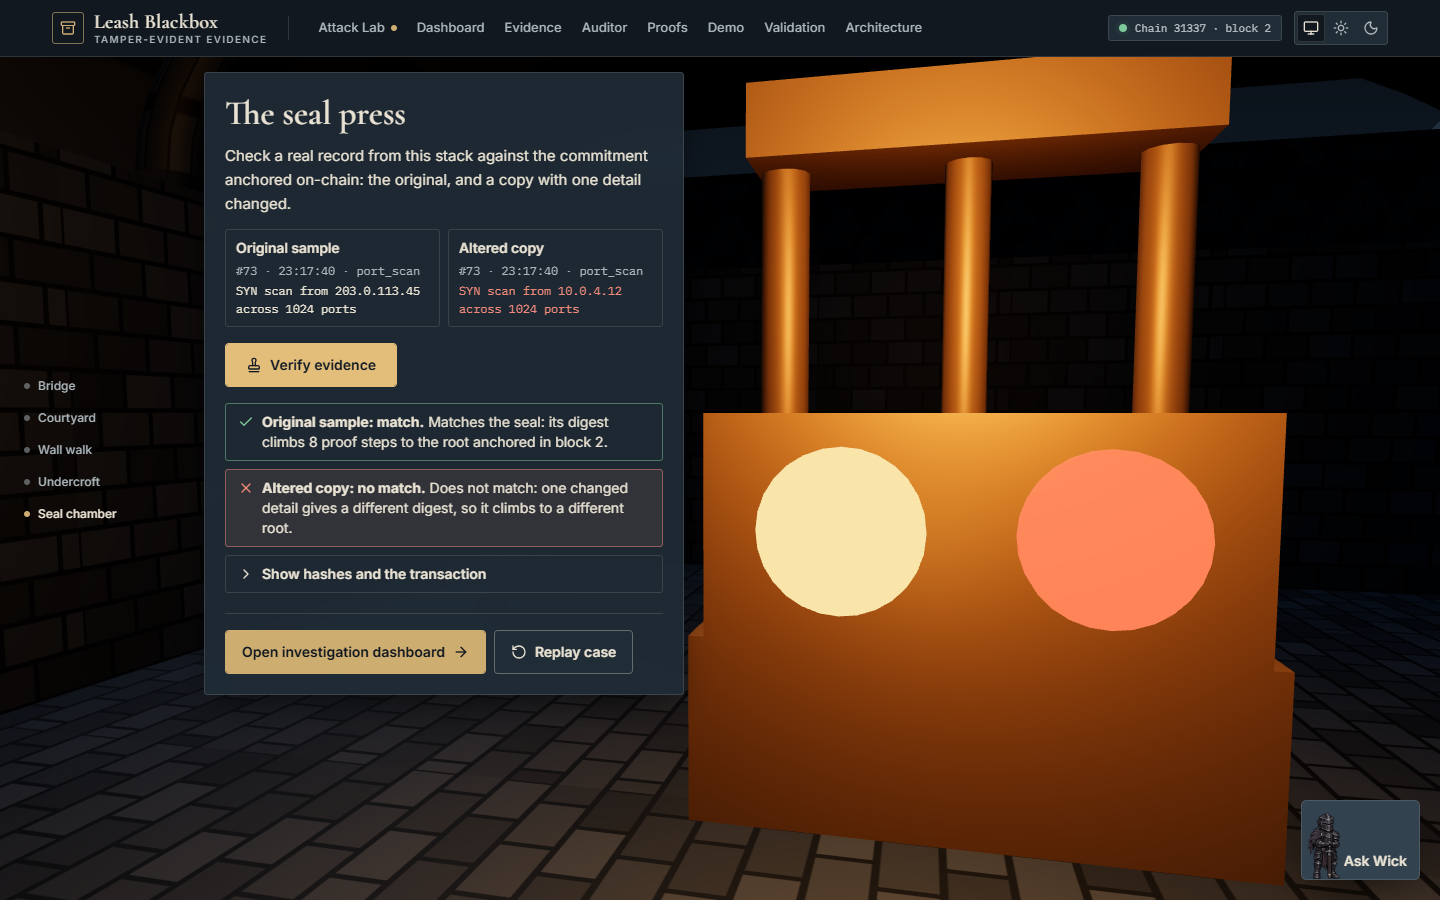 Leash Blackbox
TAMPER-EVIDENT EVIDENCE
Attack Lab
Dashboard
Evidence
Auditor
Proofs
Demo
Validation
Architecture
Chain 31337 · block 2
The seal press
Check a real record from this stack against the commitment
anchored on-chain: the original, and a copy with one detail
changed.
Original sample
#73 · 23:17:40 · port_scan
SYN scan from 203.0.113.45
across 1024 ports
Altered copy
#73 · 23:17:40 · port_scan
SYN scan from 10.0.4.12
across 1024 ports
Verify evidence
Original sample: match. Matches the seal: its digest
climbs 8 proof steps to the root anchored in block 2.
Altered copy: no match. Does not match: one changed
detail gives a different digest, so it climbs to a different
root.
Show hashes and the transaction
Open investigation dashboard
Replay case
Bridge
Courtyard
Wall walk
Undercroft
Seal chamber
Ask Wick